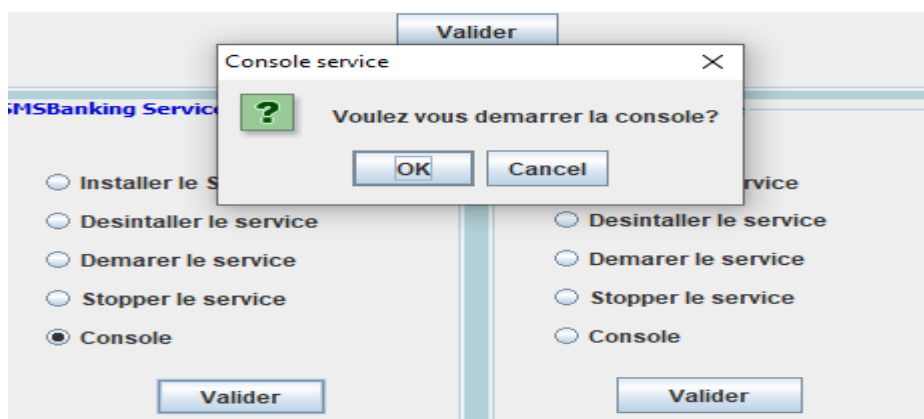 Valider
Console service
Voulez vous demarrer la console?
OK
Cancel
SMSBanking Service
Installer le S
Desintaller le service
Demarer le service
Stopper le service
Console
Valider
rvice
Desintaller le service
Demarer le service
Stopper le service
Console
Valider